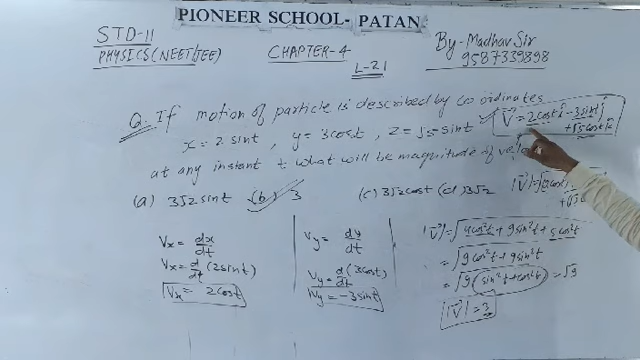 PIONEER SCHOOL- PATAN
STD-11
PHYSICS(NEET/JEE)
CHAPTER-4
L-21
By-Madhav Sir
9587339898
Q. If motion of particle is described by co ordinates
x = 2 sint, y = 3cost, z = √5 sint
at any instant t what will be magnitude of
V⃗ = 2cost î - 3sint ĵ
+ √5 cost k̂
(a) 3√2 sint (b) 3 (c) 3√2 cost (d) 3√2
Vx = dx/dt
Vx = d/dt (2sint)
Vx = 2cost
Vy = dy/dt
Vy = d/dt (3cost)
Vy = -3sint
|V⃗| = √4cos²t + 9sin²t + 5cos²t
= √9cos²t + 9sin²t
= √9(sin²t + cos²t) = √9
|V⃗| = 3